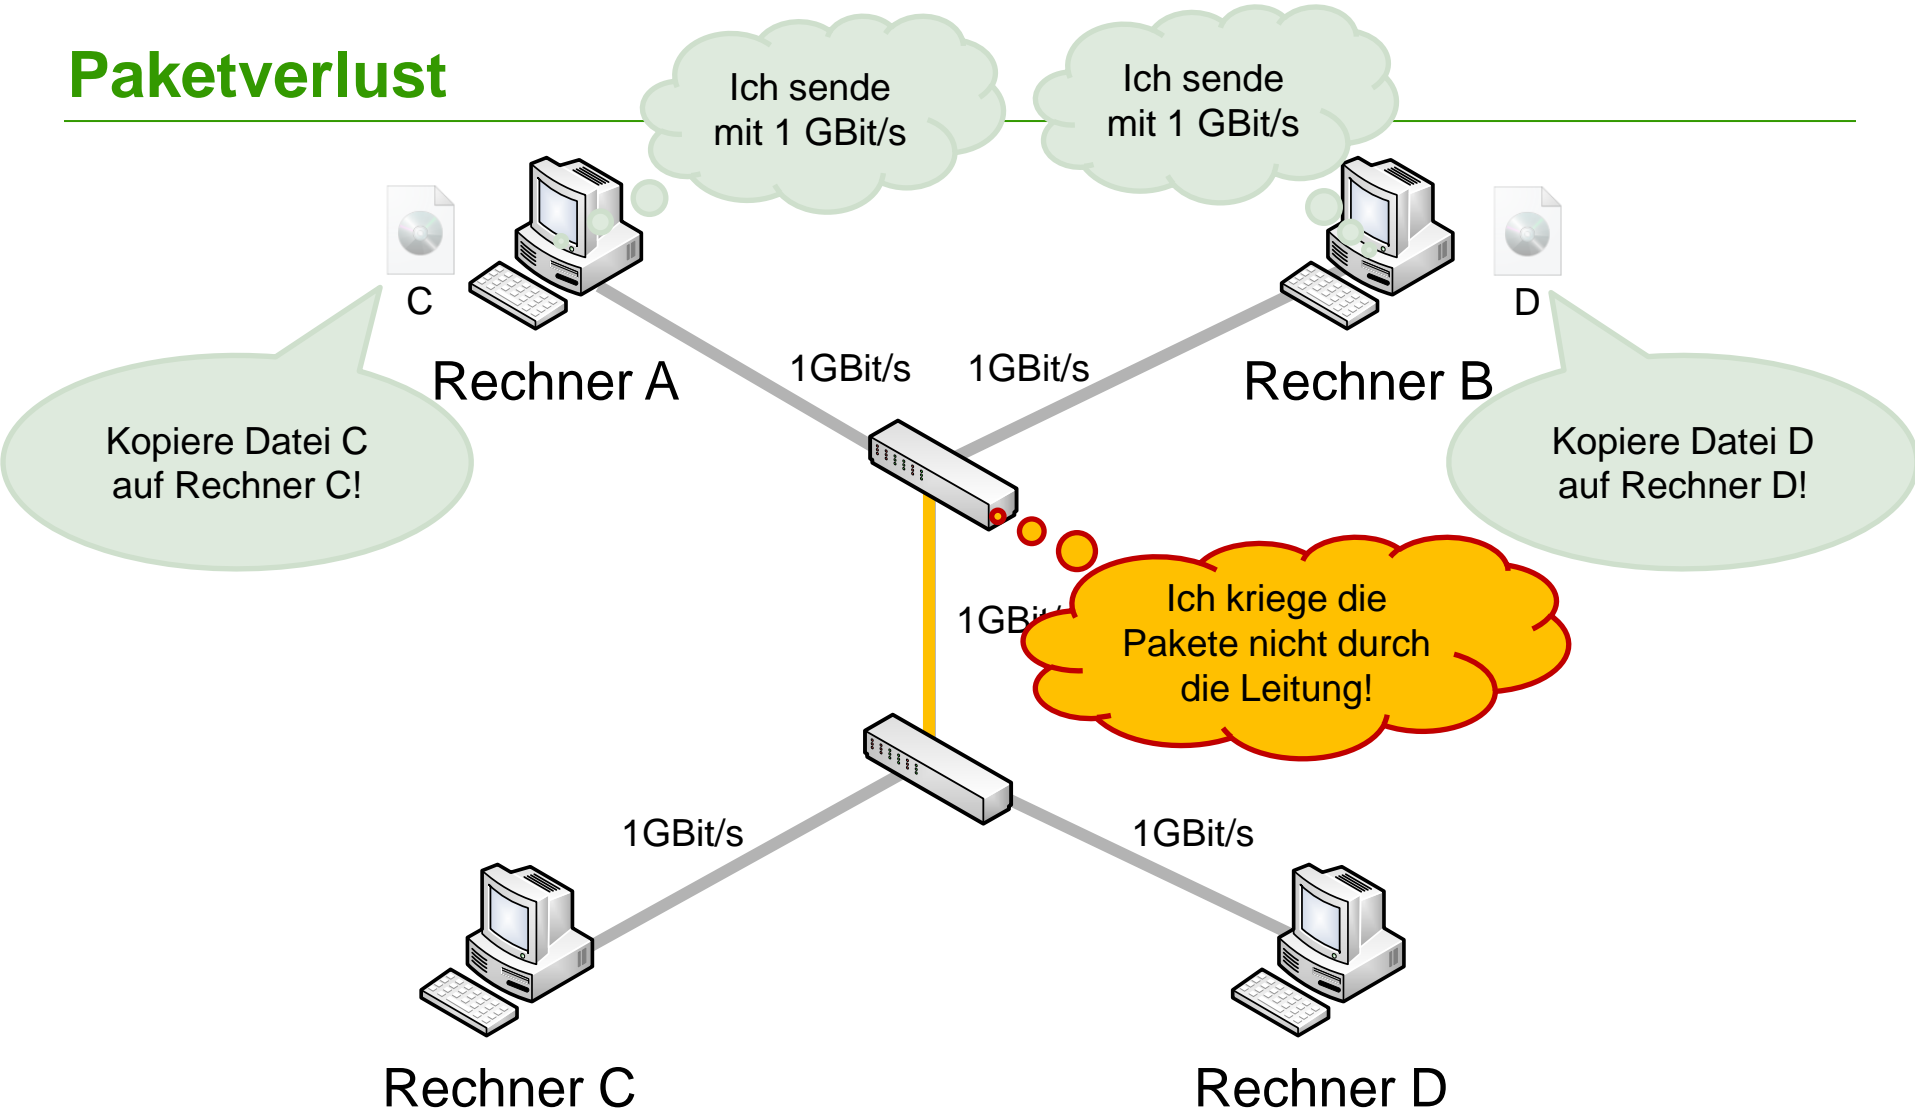 Paketverlust
Ich sende
mit 1 GBit/s
Ich sende
mit 1 GBit/s
C
D
Rechner A
1GBit/s
1GBit/s
Rechner B
Kopiere Datei C
auf Rechner C!
Kopiere Datei D
auf Rechner D!
1GBit/
Ich kriege die
Pakete nicht durch
die Leitung!
1GBit/s
1GBit/s
Rechner C
Rechner D